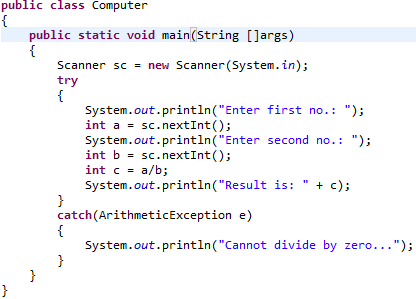 public class Computer
{
    public static void main(String []args)
    {
        Scanner sc = new Scanner(System.in);
        try
        {
            System.out.println("Enter first no.: ");
            int a = sc.nextInt();
            System.out.println("Enter second no.: ");
            int b = sc.nextInt();
            int c = a/b;
            System.out.println("Result is: " + c);
        }
        catch(ArithmeticException e)
        {
            System.out.println("Cannot divide by zero...");
        }
    }
}